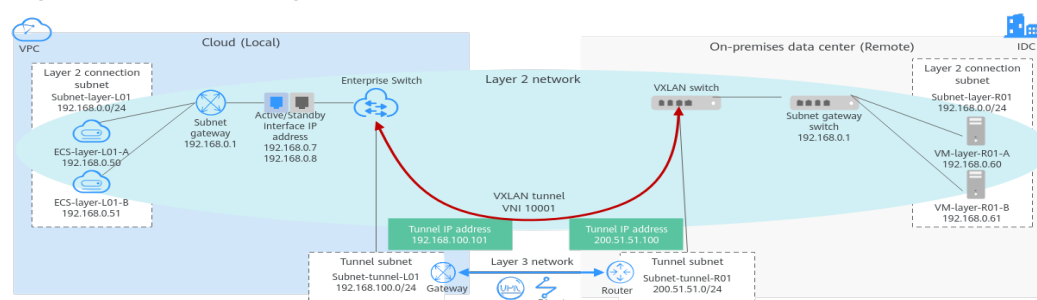 VPC
Cloud (Local)
On-premises data center (Remote)
IDC
Layer 2 connection
subnet
Subnet-layer-L01
192.168.0.0/24
ECS-layer-L01-A
192.168.0.50
ECS-layer-L01-B
192.168.0.51
Subnet
gateway
192.168.0.1
Active/Standby
interface IP
address
192.168.0.7
192.168.0.8
Enterprise Switch
Layer 2 network
VXLAN switch
Subnet gateway
switch
192.168.0.1
Layer 2 connection
subnet
Subnet-layer-R01
192.168.0.0/24
VM-layer-R01-A
192.168.0.60
VM-layer-R01-B
192.168.0.61
VXLAN tunnel
VNI 10001
Tunnel IP address
192.168.100.101
Tunnel IP address
200.51.51.100
Tunnel subnet
Subnet-tunnel-L01
192.168.100.0/24
Gateway
Layer 3 network
Router
Tunnel subnet
Subnet-tunnel-R01
200.51.51.0/24